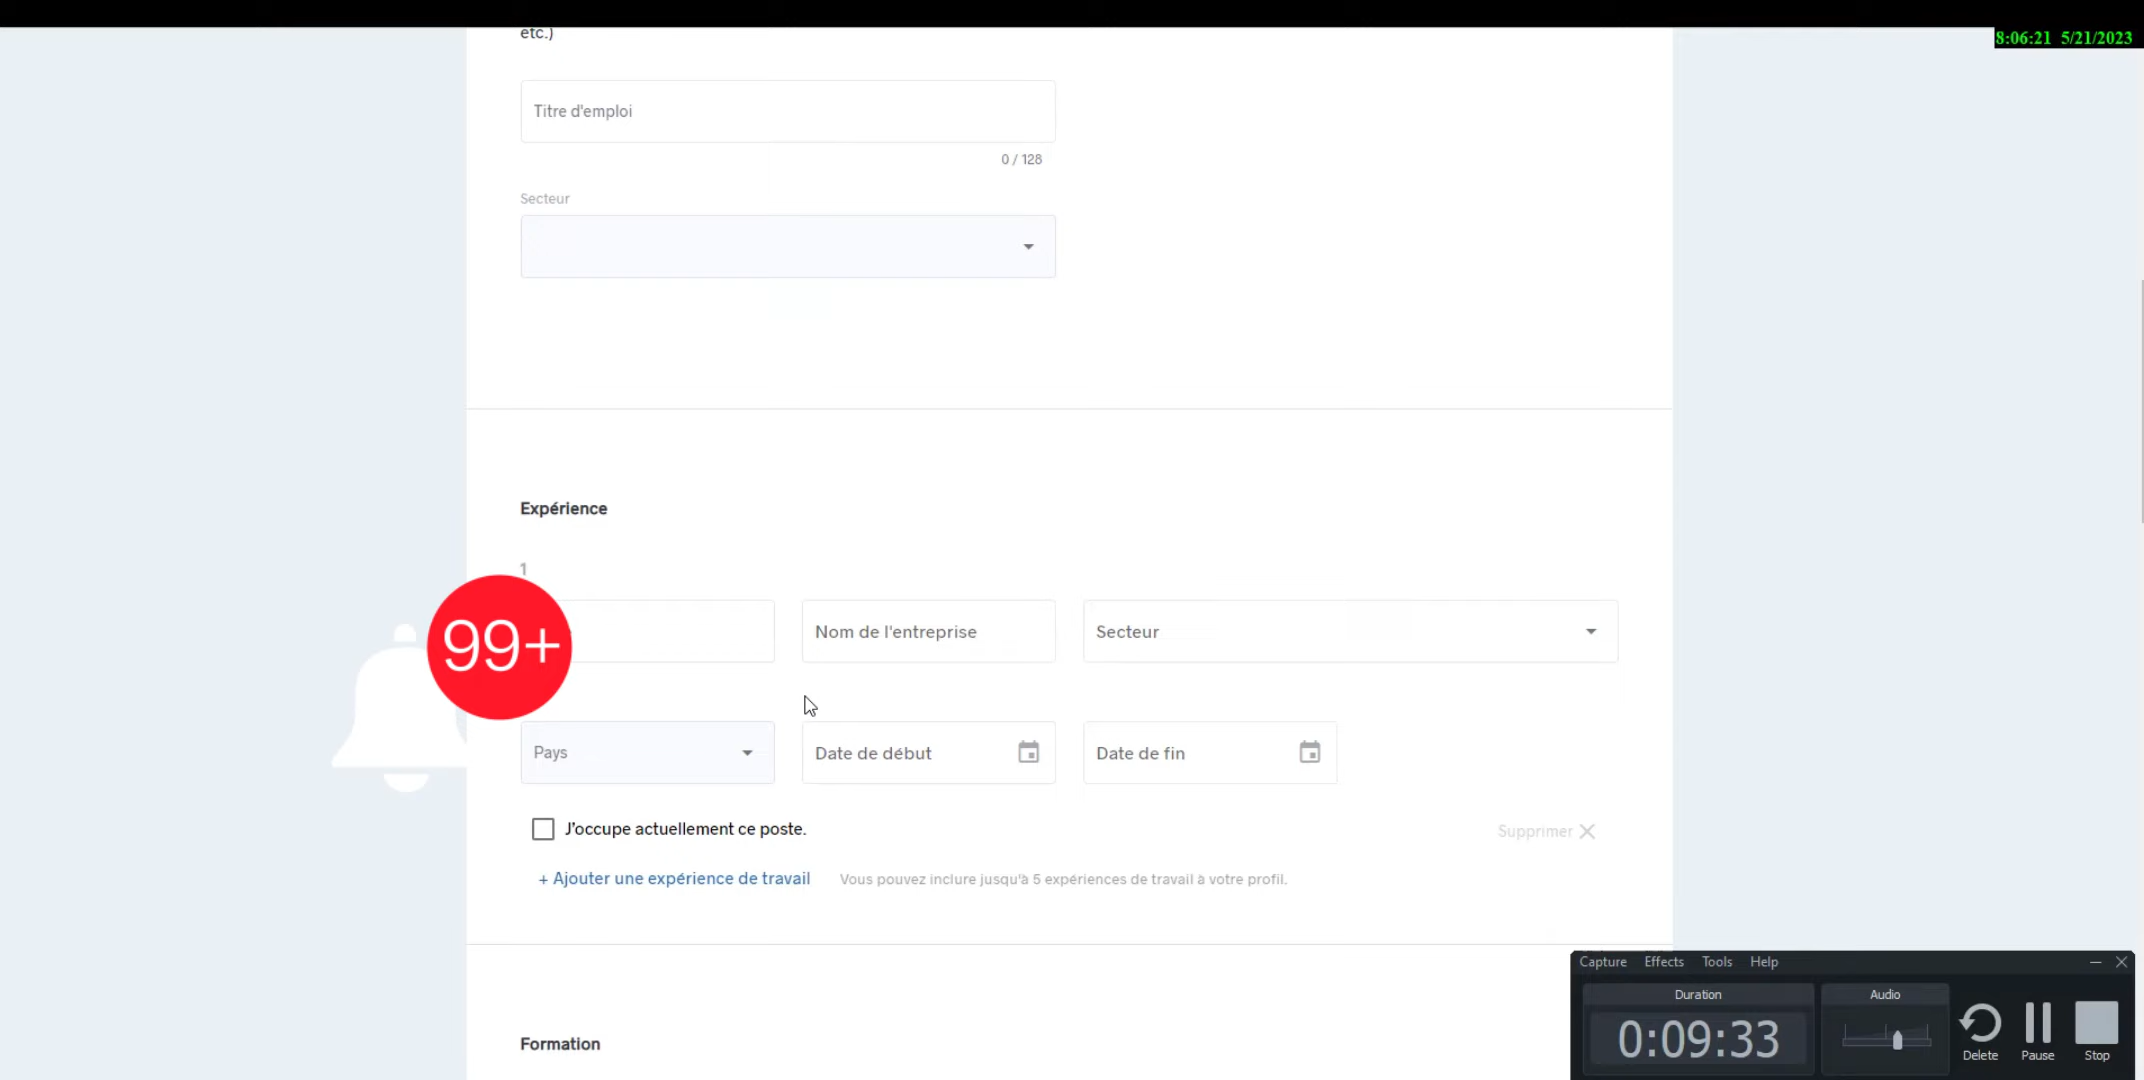 etc.)
8:06:21 5/21/2023
Titre d'emploi
0 / 128
Secteur
Expérience
1
99+
Nom de l'entreprise
Secteur
Pays
Date de début
Date de fin
J'occupe actuellement ce poste.
Supprimer
+ Ajouter une expérience de travail
Vous pouvez inclure jusqu'à 5 expériences de travail à votre profil.
Formation
Capture Effects Tools Help
Duration
Audio
0:09:33
Delete
Pause
Stop